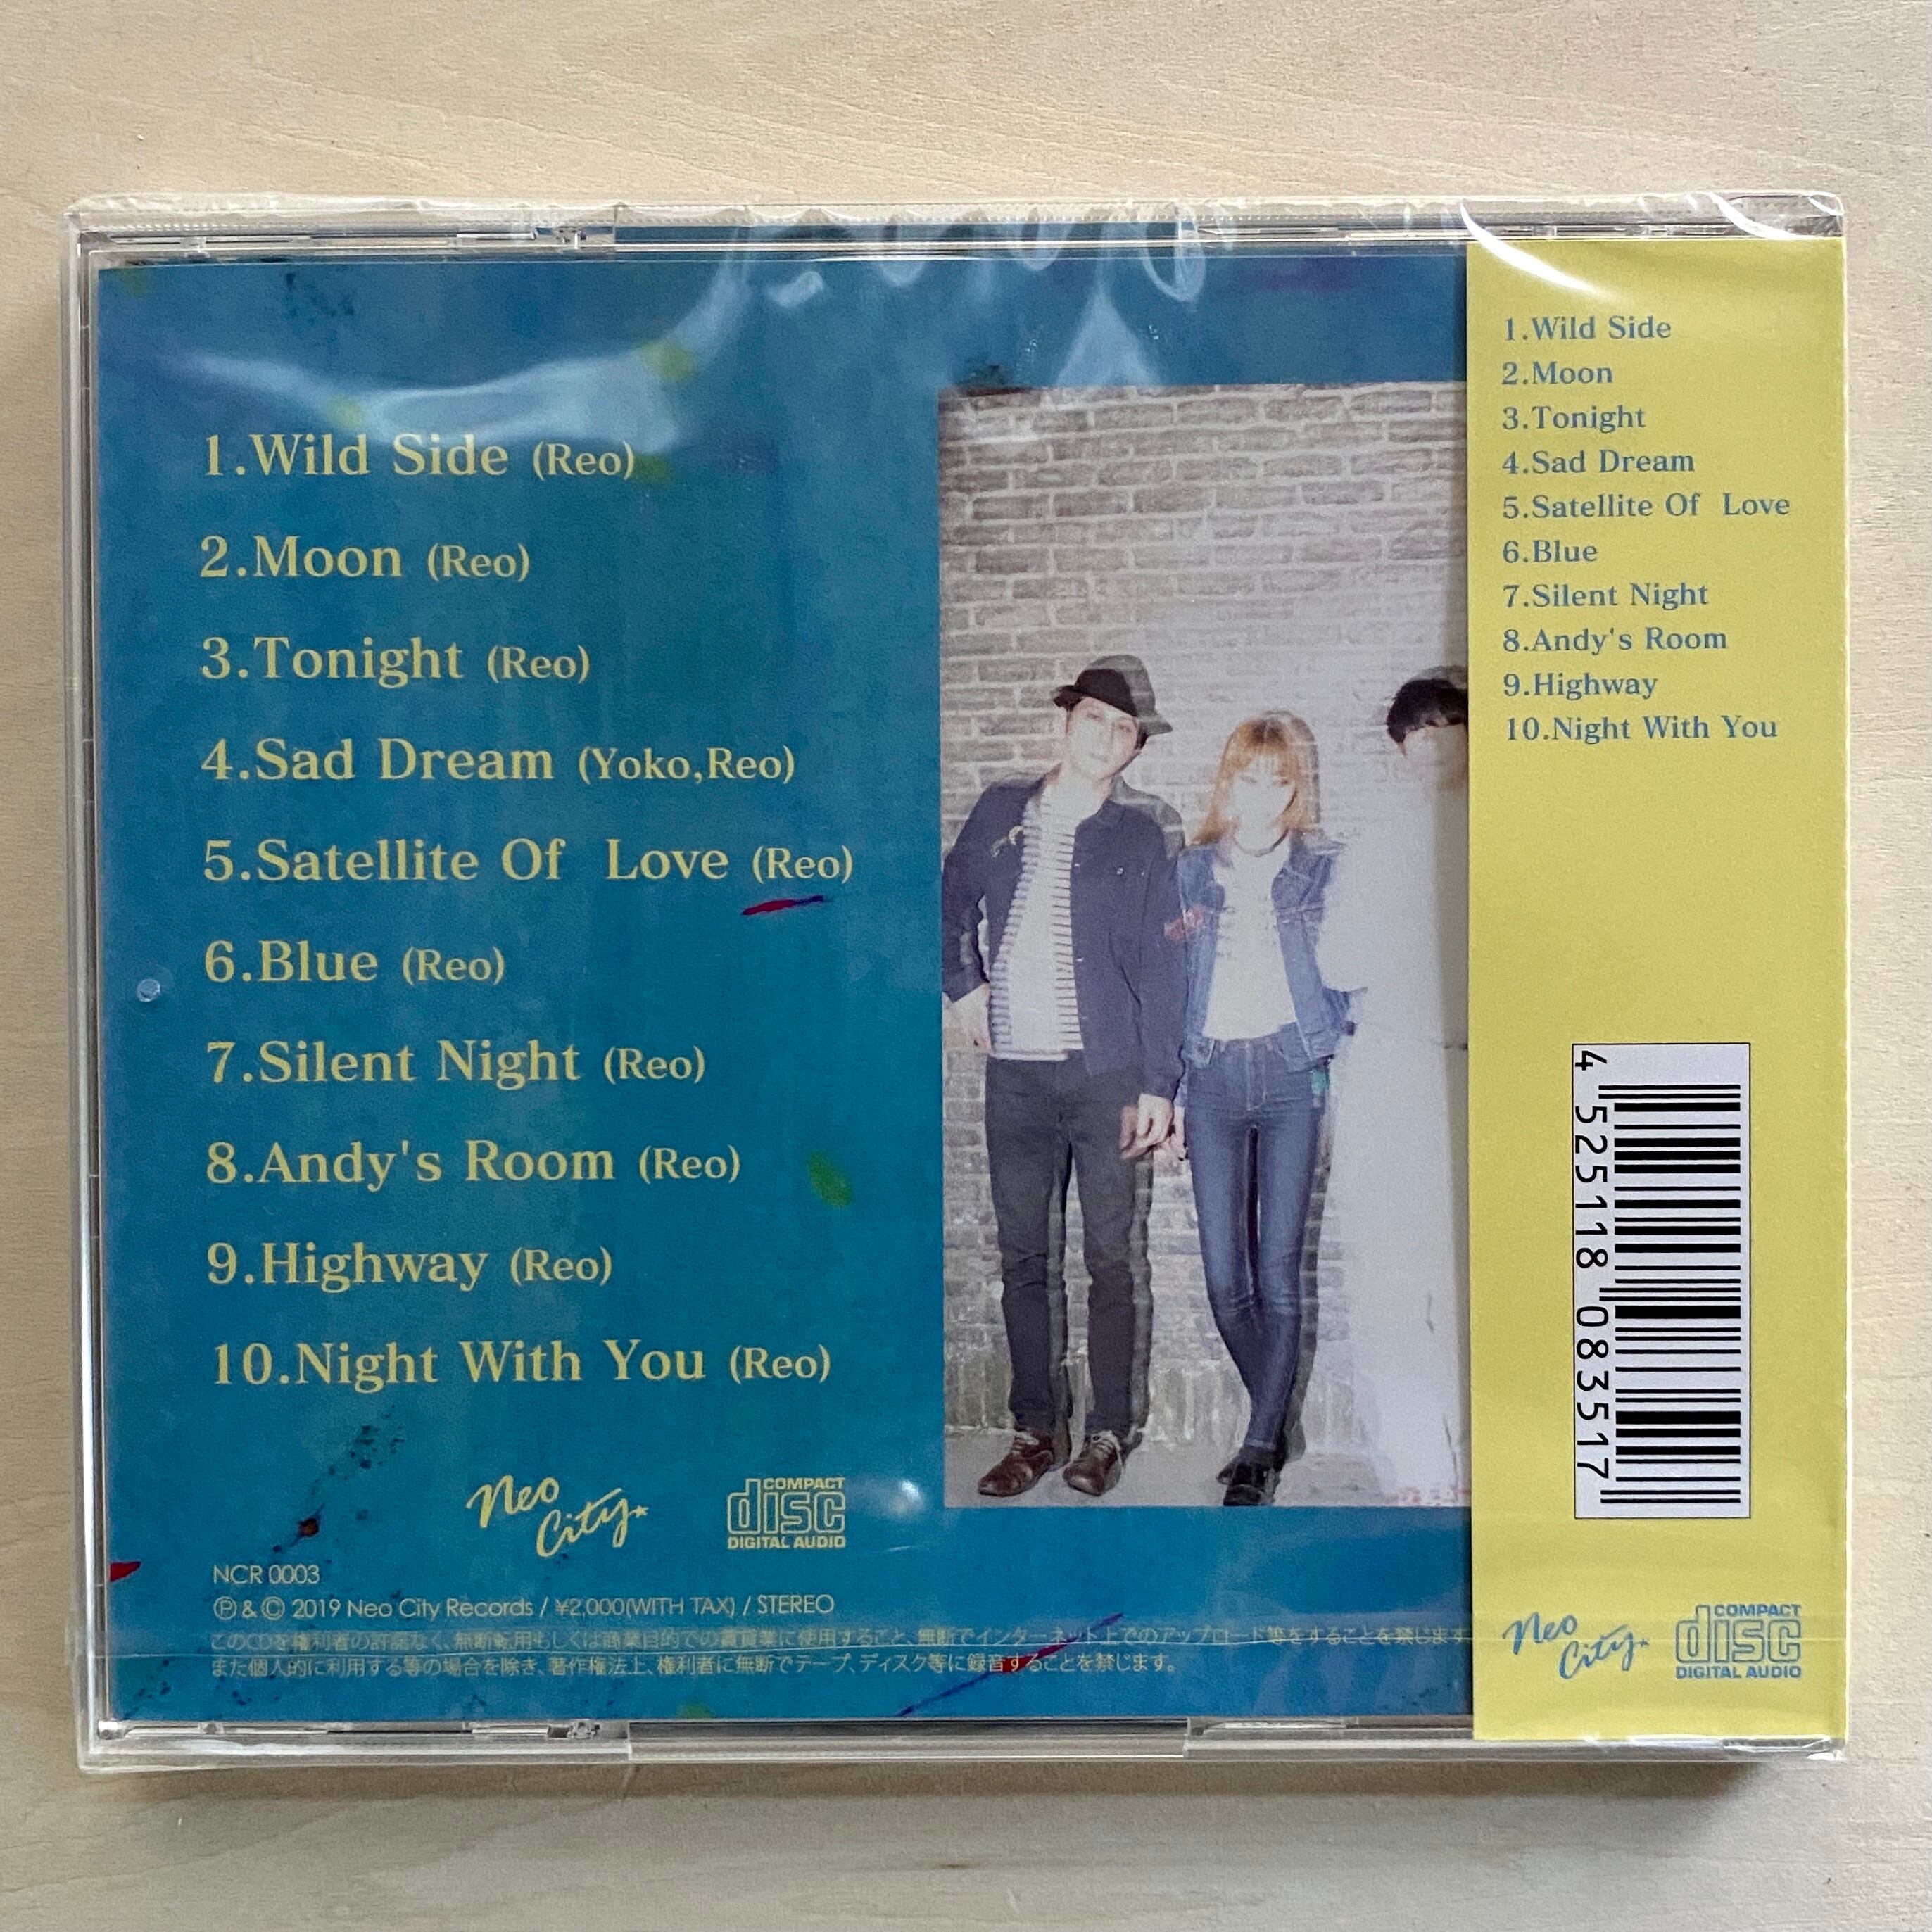 1.Wild Side (Reo)
2.Moon (Reo)
3.Tonight (Reo)
4.Sad Dream (Yoko,Reo)
5.Satellite Of  Love (Reo)
6.Blue (Reo)
7.Silent Night (Reo)
8.Andy's Room (Reo)
9.Highway (Reo)
10.Night With You (Reo)
Neo
City
COMPACT
disc
DIGITAL AUDIO
NCR 0003
Ⓟ&Ⓒ 2019 Neo City Records / ¥2,000(WITH TAX) / STEREO
このCDを権利者の許諾なく、無断転用もしくは商業目的での賃貸業に使用すること、無断でインターネット上でのアップロード等をすることを禁じます
また個人的に利用する等の場合を除き、著作権法上、権利者に無断でテープ、ディスク等に録音することを禁じます。
1.Wild Side
2.Moon
3.Tonight
4.Sad Dream
5.Satellite Of  Love
6.Blue
7.Silent Night
8.Andy's Room
9.Highway
10.Night With You
4 525118 083517
Neo
City
COMPACT
disc
DIGITAL AUDIO